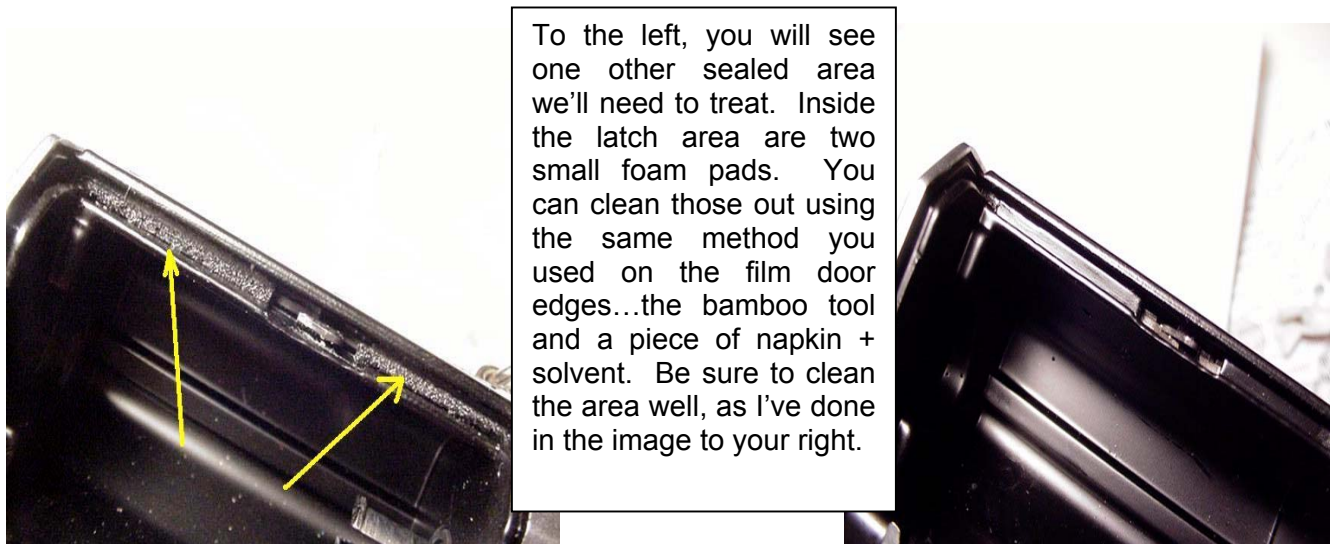 To the left, you will see
one other sealed area
we'll need to treat. Inside
the latch area are two
small foam pads. You
can clean those out using
the same method you
used on the film door
edges…the bamboo tool
and a piece of napkin +
solvent. Be sure to clean
the area well, as I've done
in the image to your right.